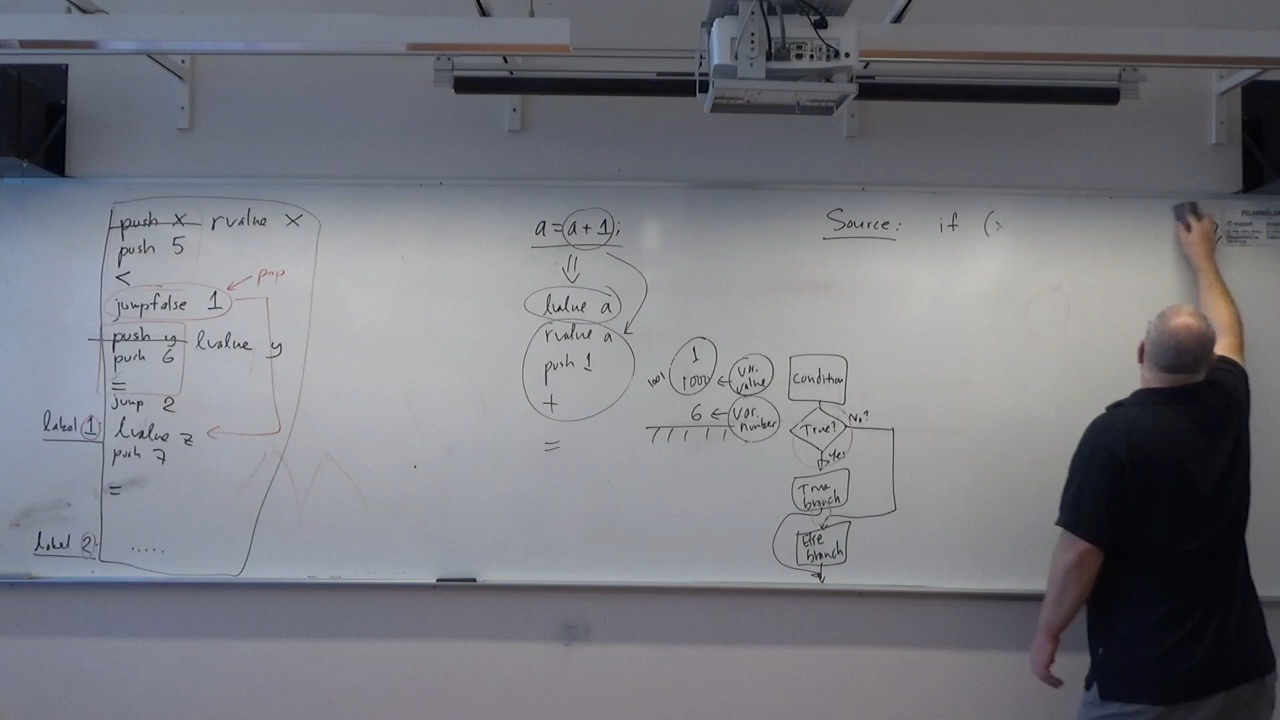 push x rvalue x
push 5
<
jumpfalse 1
pop
push y lvalue y
push 6
=
jump 2
label 1 lvalue z
push 7
=
label 2 .....
a = a + 1;
⇓
lvalue a
rvalue a
push 1
+
=
1
1000
1001
var. value
6
var. number
Condition
True?
No?
Yes
True branch
Else branch
Source: if (